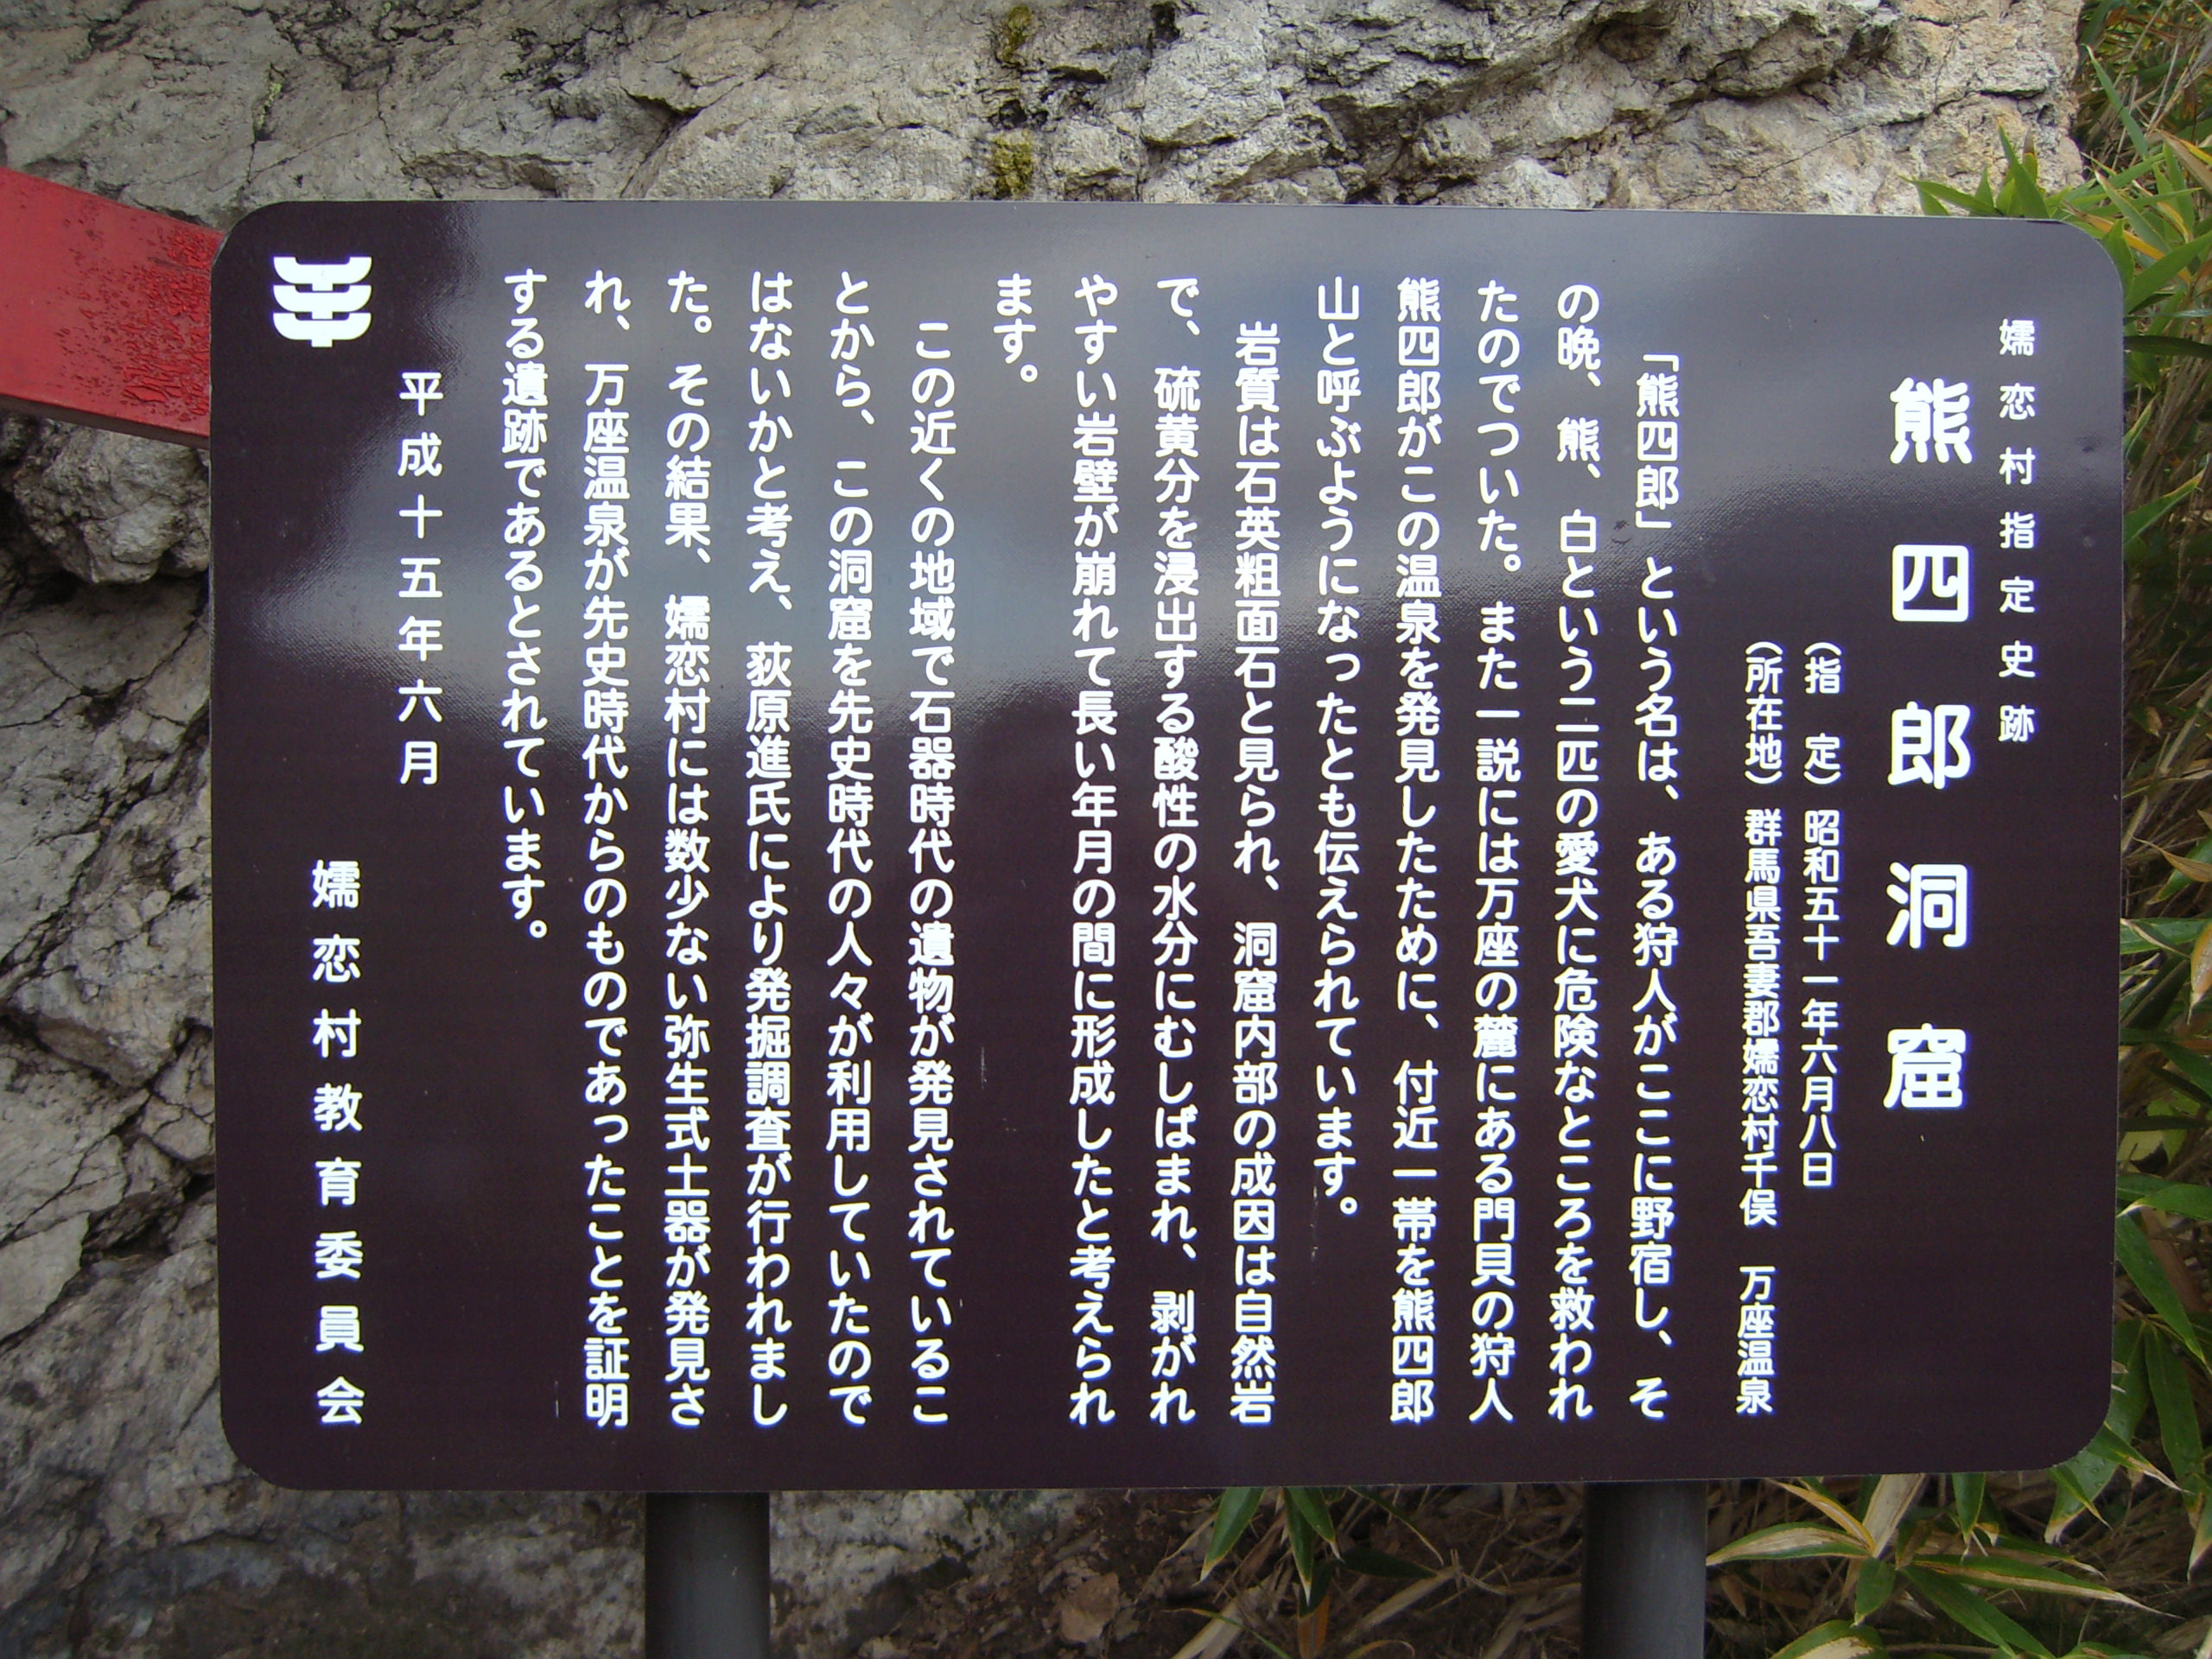 嬬恋村指定史跡
熊四郎洞窟
（指　定）昭和五十一年六月八日
（所在地）群馬県吾妻郡嬬恋村千俣　万座温泉
「熊四郎」という名は、ある狩人がここに野宿し、そ
の晩、熊、白という二匹の愛犬に危険なところを救われ
たのでついた。また一説には万座の麓にある門貝の狩人
熊四郎がこの温泉を発見したために、付近一帯を熊四郎
山と呼ぶようになったとも伝えられています。
岩質は石英粗面石と見られ、洞窟内部の成因は自然岩
で、硫黄分を浸出する酸性の水分にむしばまれ、剥がれ
やすい岩壁が崩れて長い年月の間に形成したと考えられ
ます。
この近くの地域で石器時代の遺物が発見されているこ
とから、この洞窟を先史時代の人々が利用していたので
はないかと考え、荻原進氏により発掘調査が行われまし
た。その結果、嬬恋村には数少ない弥生式土器が発見さ
れ、万座温泉が先史時代からのものであったことを証明
する遺跡であるとされています。
平成十五年六月
嬬恋村教育委員会